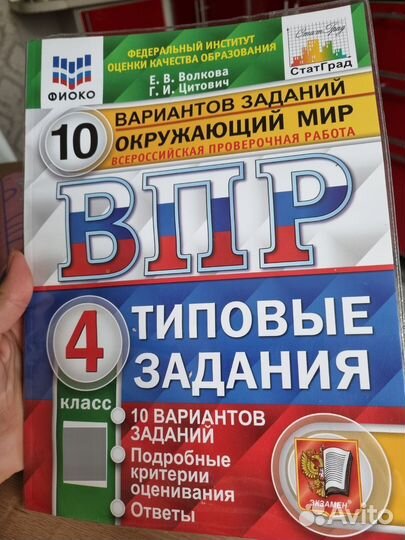 ФЕДЕРАЛЬНЫЙ ИНСТИТУТ
ОЦЕНКИ КАЧЕСТВА ОБРАЗОВАНИЯ
Е. В. Волкова
Г. И. Цитович
ФИОКО
СтатГрад
СтатГрад
10
ВАРИАНТОВ ЗАДАНИЙ
ОКРУЖАЮЩИЙ МИР
ВСЕРОССИЙСКАЯ ПРОВЕРОЧНАЯ РАБОТА
ВПР
4
класс
ТИПОВЫЕ
ЗАДАНИЯ
10 ВАРИАНТОВ
ЗАДАНИЙ
Подробные
критерии
оценивания
Ответы
ЭКЗАМЕН®
Avito